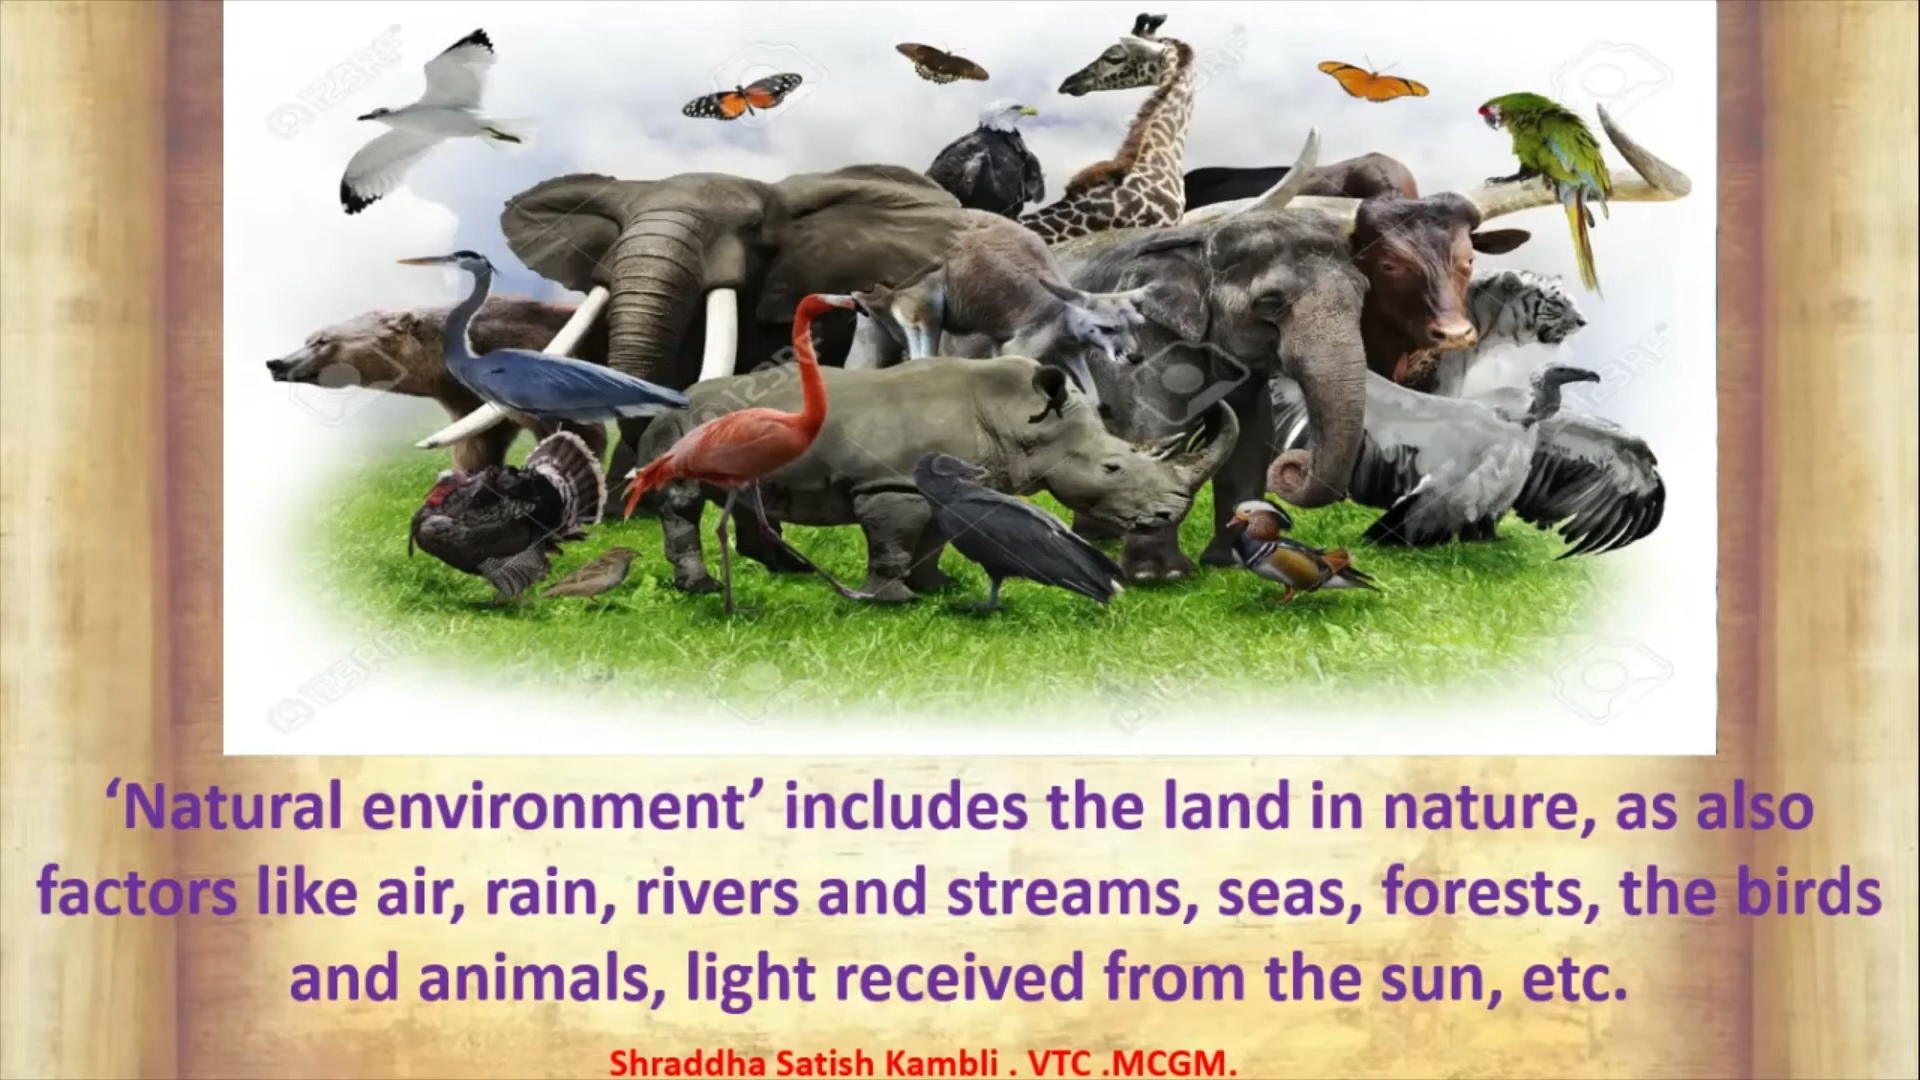 ‘Natural environment’ includes the land in nature, as also
factors like air, rain, rivers and streams, seas, forests, the birds
and animals, light received from the sun, etc.
Shraddha Satish Kambli . VTC .MCGM.